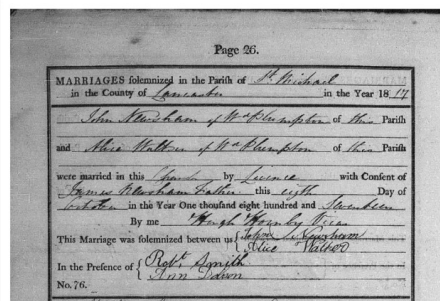 Page 26.
MARRIAGES solemnized in the Parish of St. Michael
in the County of Lancaster in the Year 1817
John Newsham of Wd Plumpton of this Parish
and Alice Walker of Wd Plumpton of this Parish
were married in this Church by Licence with Consent of
James Newsham Father this eighth Day of
October in the Year One thousand eight hundred and Seventeen
By me Hugh Hornby Vicar
This Marriage was solemnized between us { John Newsham
Alice Walker
In the Presence of { Robt. Smith
Ann
No. 76.